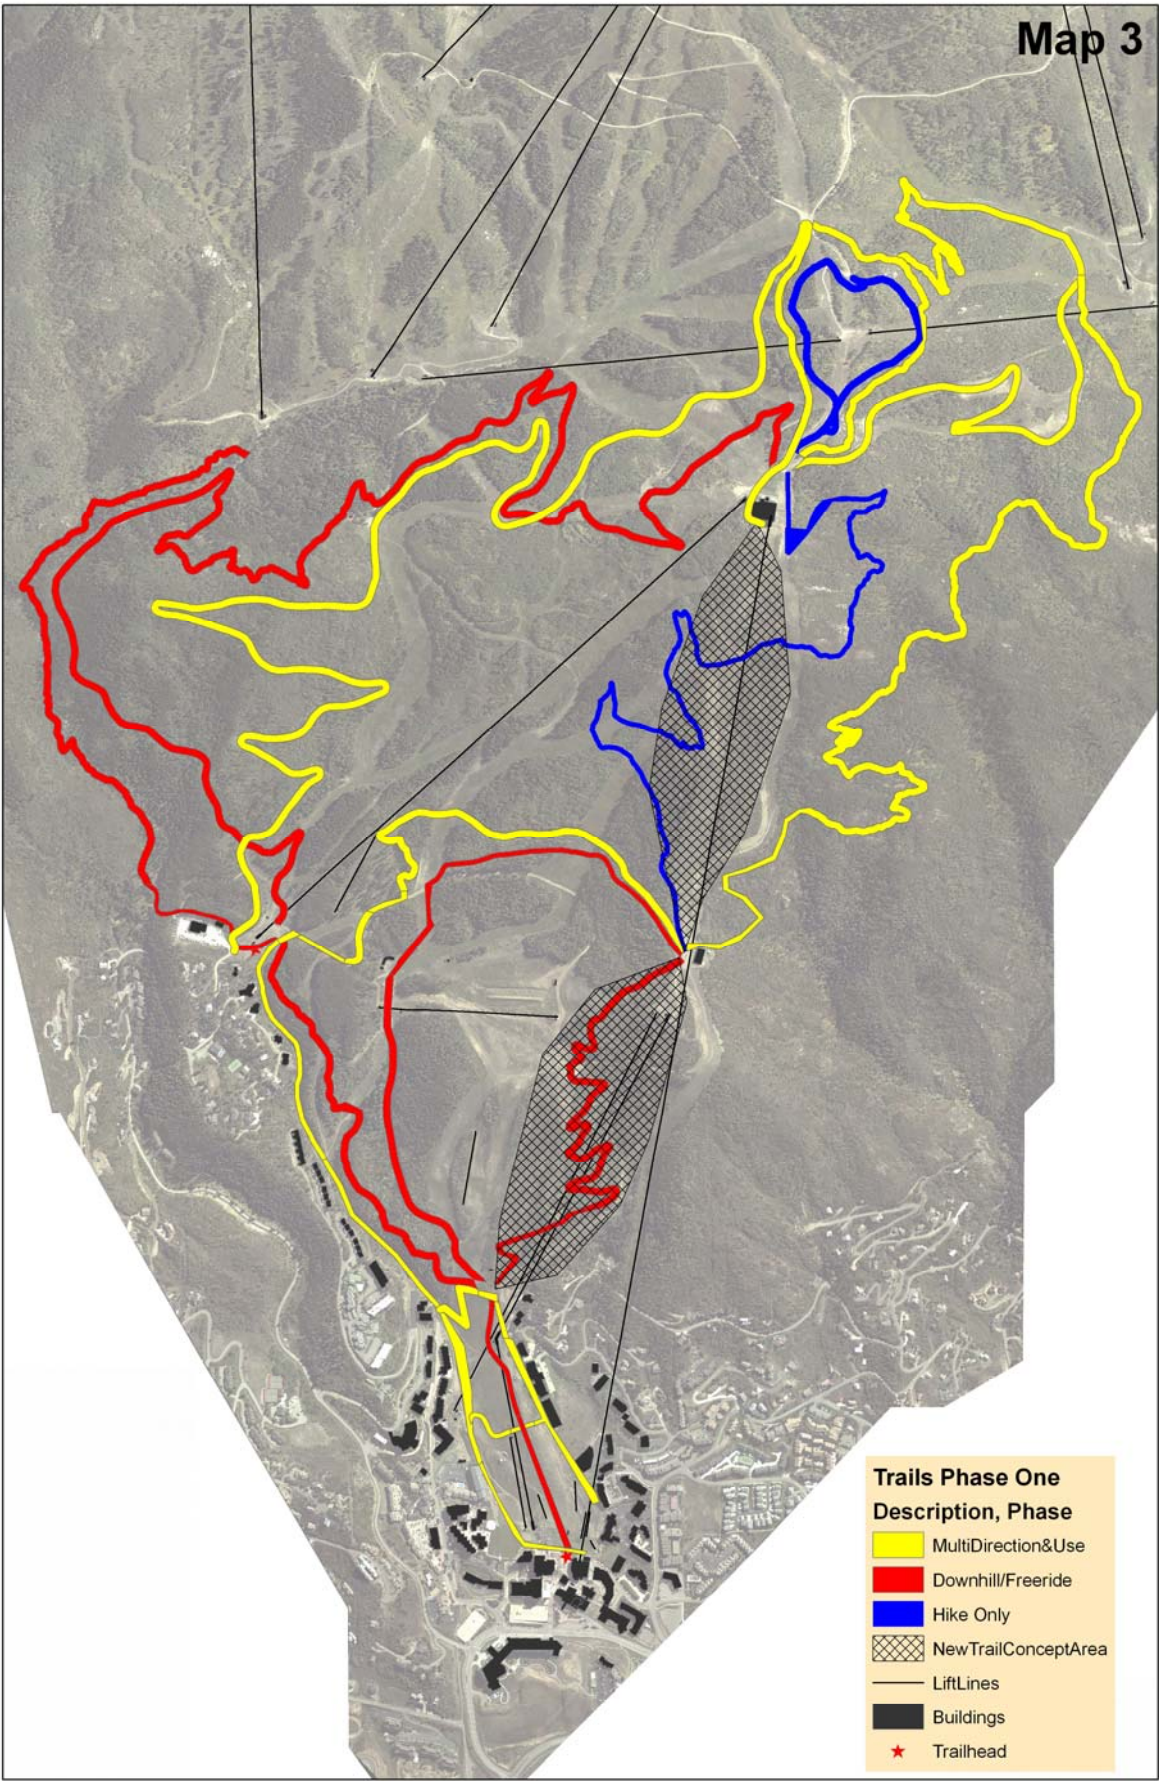 Map 3
Trails Phase One
Description, Phase
MultiDirection&Use
Downhill/Freeride
Hike Only
NewTrailConceptArea
LiftLines
Buildings
Trailhead